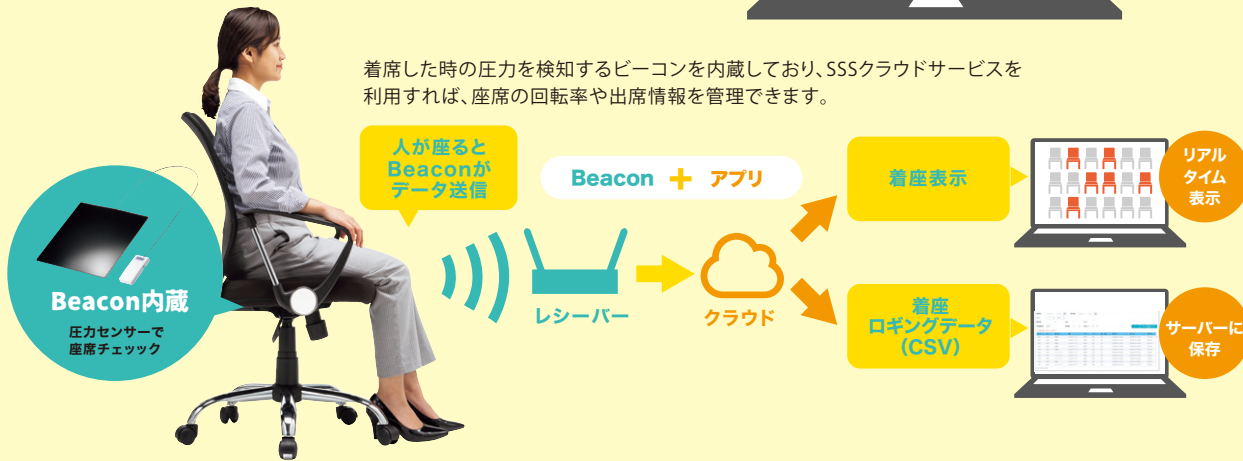 着席した時の圧力を検知するビーコンを内蔵しており、SSSクラウドサービスを
利用すれば、座席の回転率や出席情報を管理できます。
人が座ると
Beaconが
データ送信
Beacon + アプリ
着座表示
リアル
タイム
表示
Beacon内蔵
圧力センサーで
座席チェッック
レシーバー
クラウド
着座
ロギングデータ
(CSV)
サーバーに
保存